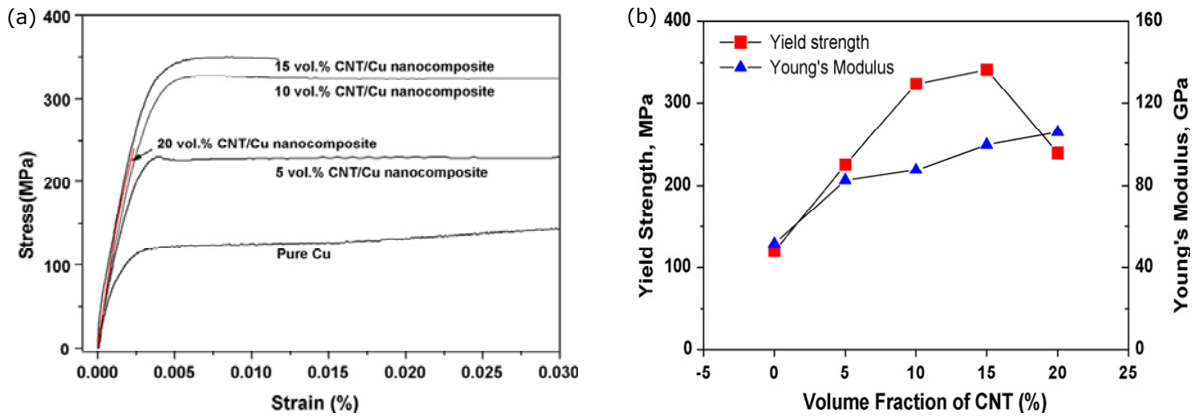 (a)
400
300
200
100
0
Stress(MPa)
15 vol.% CNT/Cu nanocomposite
10 vol.% CNT/Cu nanocomposite
20 vol.% CNT/Cu nanocomposite
5 vol.% CNT/Cu nanocomposite
Pure Cu
0.000 0.005 0.010 0.015 0.020 0.025 0.030
Strain (%)
(b)
400
300
200
100
0
Yield Strength, MPa
Yield strength
Young's Modulus
160
120
80
40
0
Young's Modulus, GPa
-5 0 5 10 15 20
Volume Fraction of CNT (%)